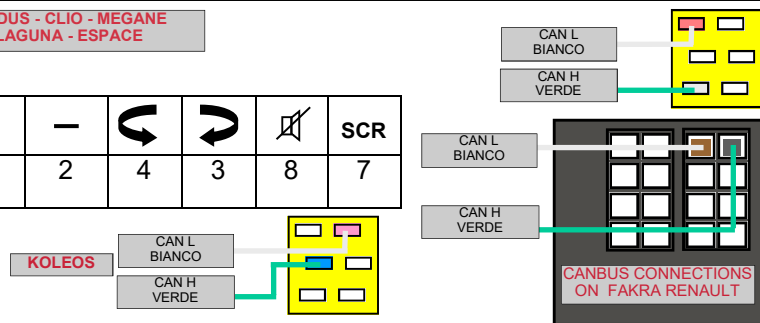 DUS - CLIO - MEGANE
LAGUNA - ESPACE
CAN L
BIANCO
CAN H
VERDE
– SCR
2 4 3 8 7
CAN L
BIANCO
CAN H
VERDE
KOLEOS
CAN L
BIANCO
CAN H
VERDE
CANBUS CONNECTIONS
ON FAKRA RENAULT